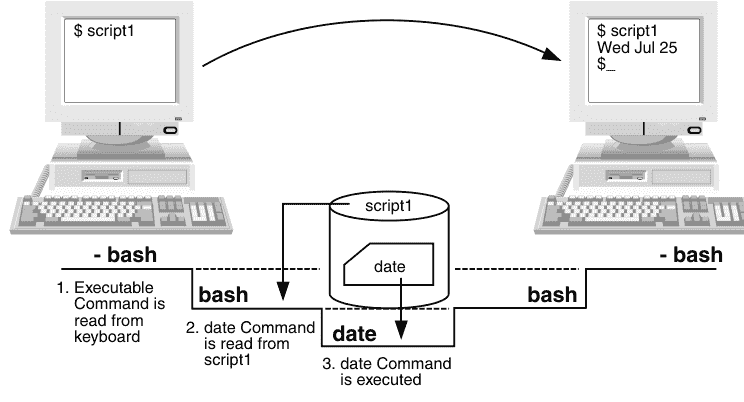 $ script1
$ script1
Wed Jul 25
$_
script1
date
- bash
- bash
bash
bash
date
1. Executable
Command is
read from
keyboard
2. date Command
is read from
script1
3. date Command
is executed